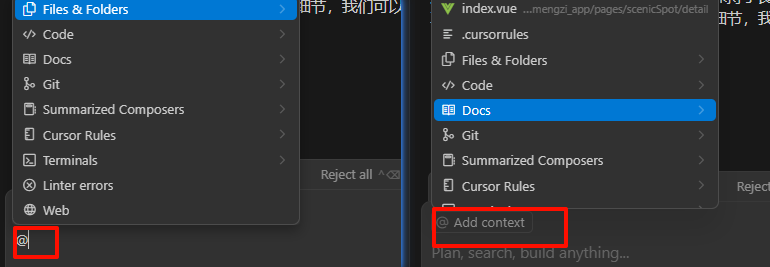 Files & Folders
细节，我们可以
Code
Docs
Git
Summarized Composers
Cursor Rules
Terminals
Reject all
Linter errors
Web
@
index.vue ...mengzi_app/pages/scenicSpot/detail
.cursorrules
细节，我
Files & Folders
Code
Docs
Git
Summarized Composers
Cursor Rules
Reject
@ Add context
Plan, search, build anything...